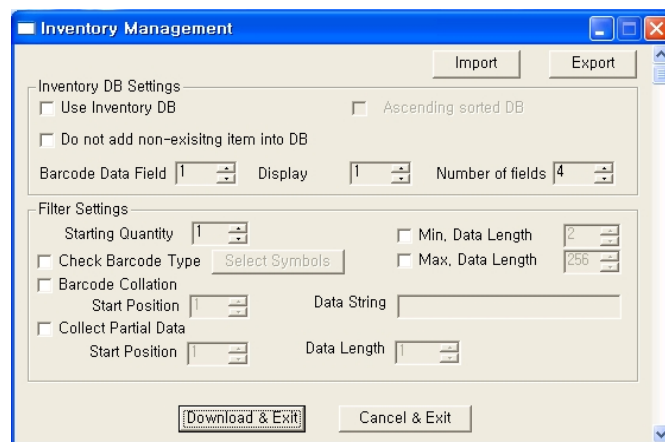 Inventory Management
Import Export
Inventory DB Settings
Use Inventory DB Ascending sorted DB
Do not add non-exisitng item into DB
Barcode Data Field 1 Display 1 Number of fields 4
Filter Settings
Starting Quantity 1 Min, Data Length 2
Check Barcode Type Select Symbols Max, Data Length 256
Barcode Collation
Start Position 1 Data String
Collect Partial Data
Start Position 1 Data Length 1
Download & Exit Cancel & Exit